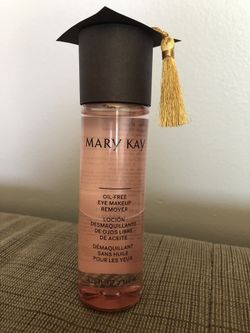 MARY KAY
OIL-FREE
EYE MAKEUP
REMOVER
LOCIÓN
DESMAQUILLANTE
DE OJOS LIBRE
DE ACEITE
DÉMAQUILLANT
SANS HUILE
POUR LES YEUX